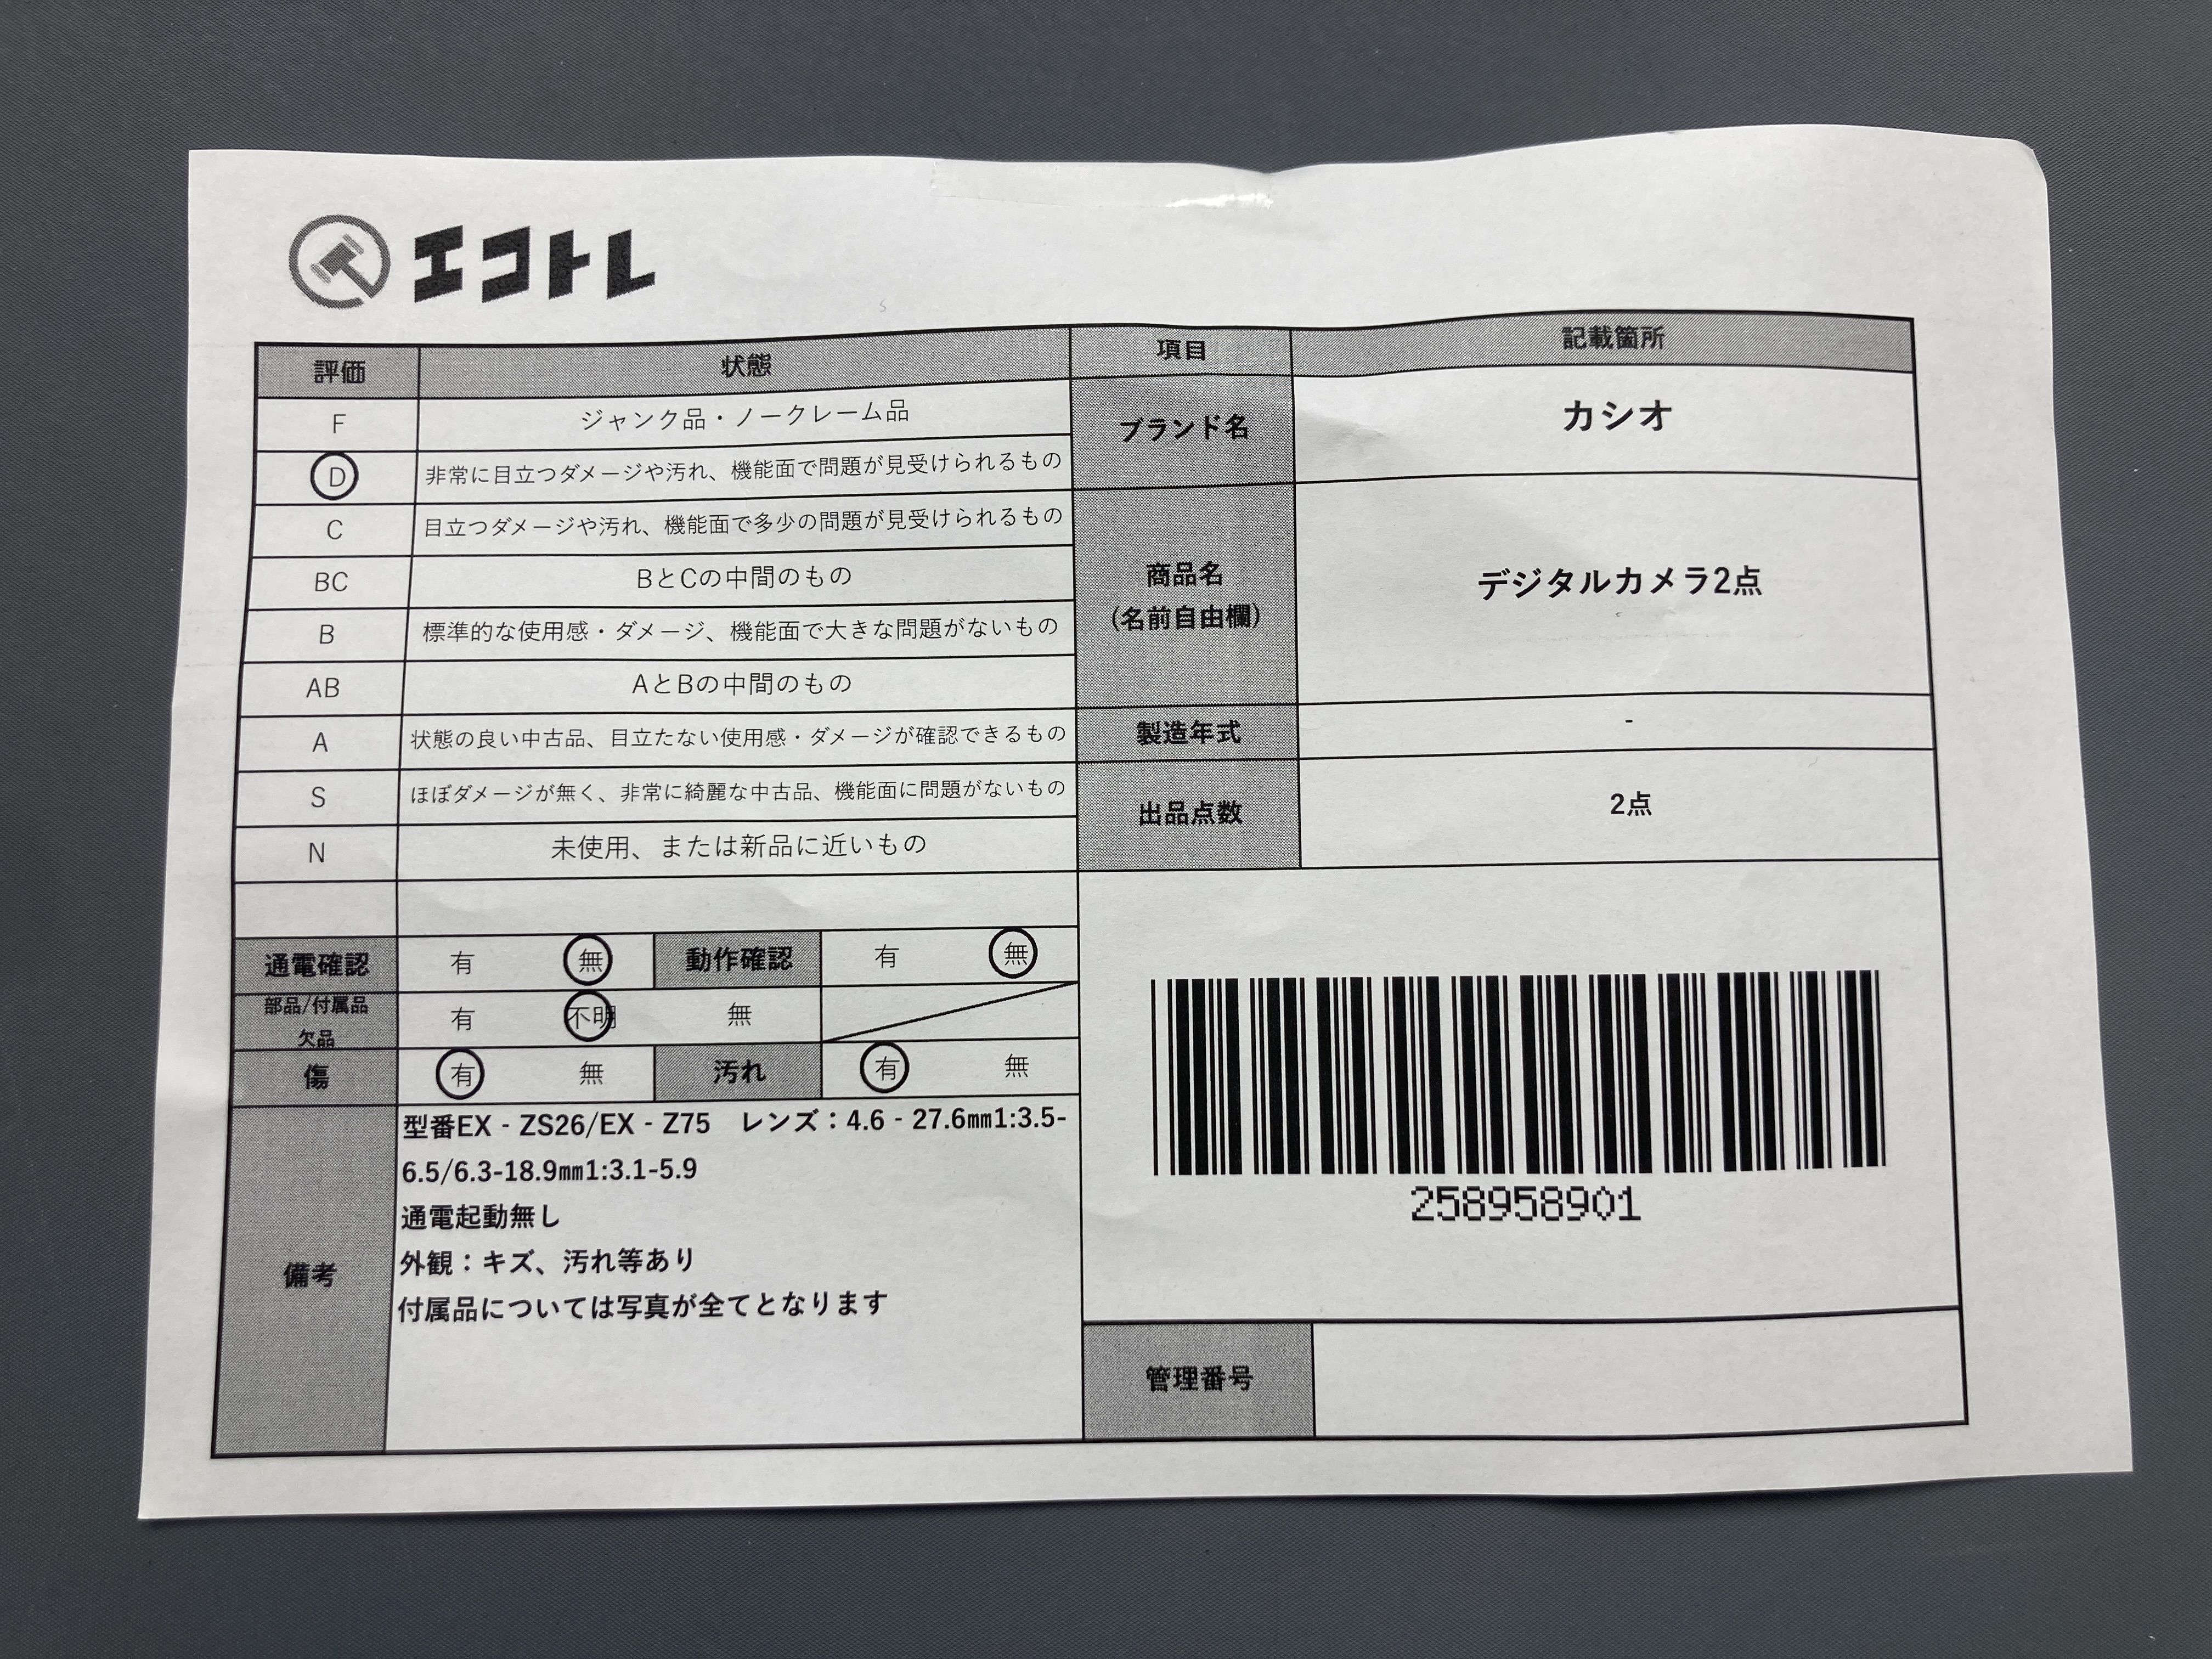 エコトレ
評価 状態
F ジャンク品・ノークレーム品
D 非常に目立つダメージや汚れ、機能面で問題が見受けられるもの
C 目立つダメージや汚れ、機能面で多少の問題が見受けられるもの
BC BとCの中間のもの
B 標準的な使用感・ダメージ、機能面で大きな問題がないもの
AB AとBの中間のもの
A 状態の良い中古品、目立たない使用感・ダメージが確認できるもの
S ほぼダメージが無く、非常に綺麗な中古品、機能面に問題がないもの
N 未使用、または新品に近いもの
通電確認 有 無 動作確認 有 無
部品/付属品
欠品
有 不明 無
傷 有 無 汚れ 有 無
備考
型番EX‐ZS26/EX‐Z75 レンズ：4.6‐27.6㎜1:3.5-
6.5/6.3-18.9㎜1:3.1-5.9
通電起動無し
外観：キズ、汚れ等あり
付属品については写真が全てとなります
項目 記載箇所
ブランド名 カシオ
商品名
(名前自由欄)
デジタルカメラ2点
製造年式 -
出品点数 2点
258958901
管理番号